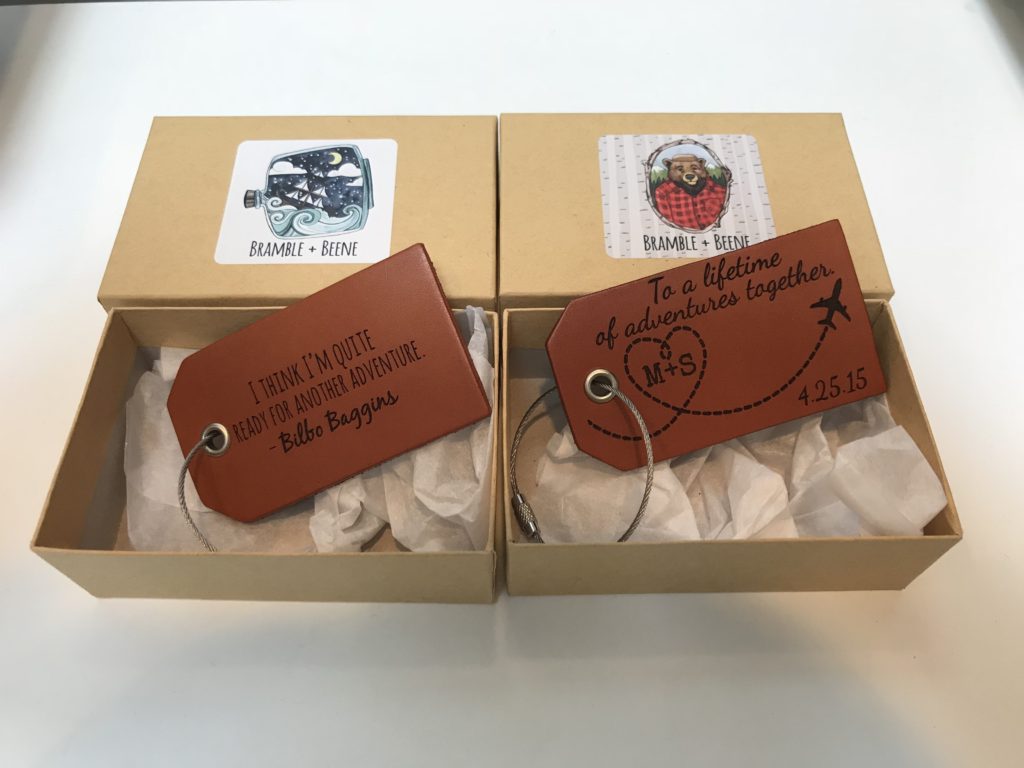 BRAMBLE + BEENE
BRAMBLE + BEENE
I THINK I'M QUITE
READY FOR ANOTHER ADVENTURE.
- Bilbo Baggins
To a lifetime
of adventures together.
M+S
4.25.15